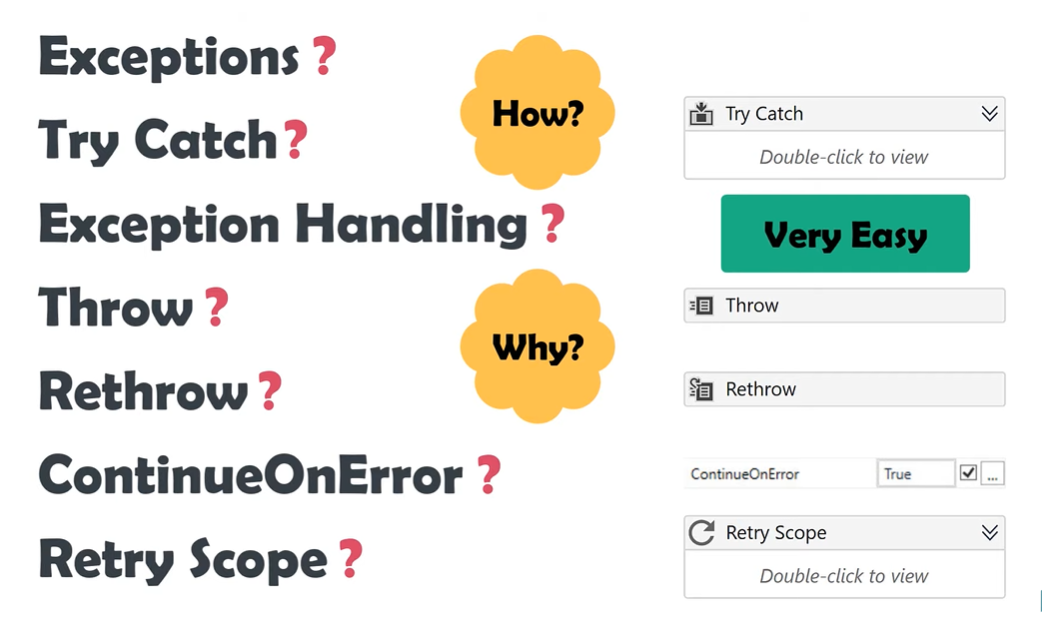 Exceptions ?
Try Catch ?
Exception Handling ?
Throw ?
Rethrow ?
ContinueOnError ?
Retry Scope ?
How?
Why?
Try Catch
Double-click to view
Very Easy
Throw
Rethrow
ContinueOnError True ...
Retry Scope
Double-click to view